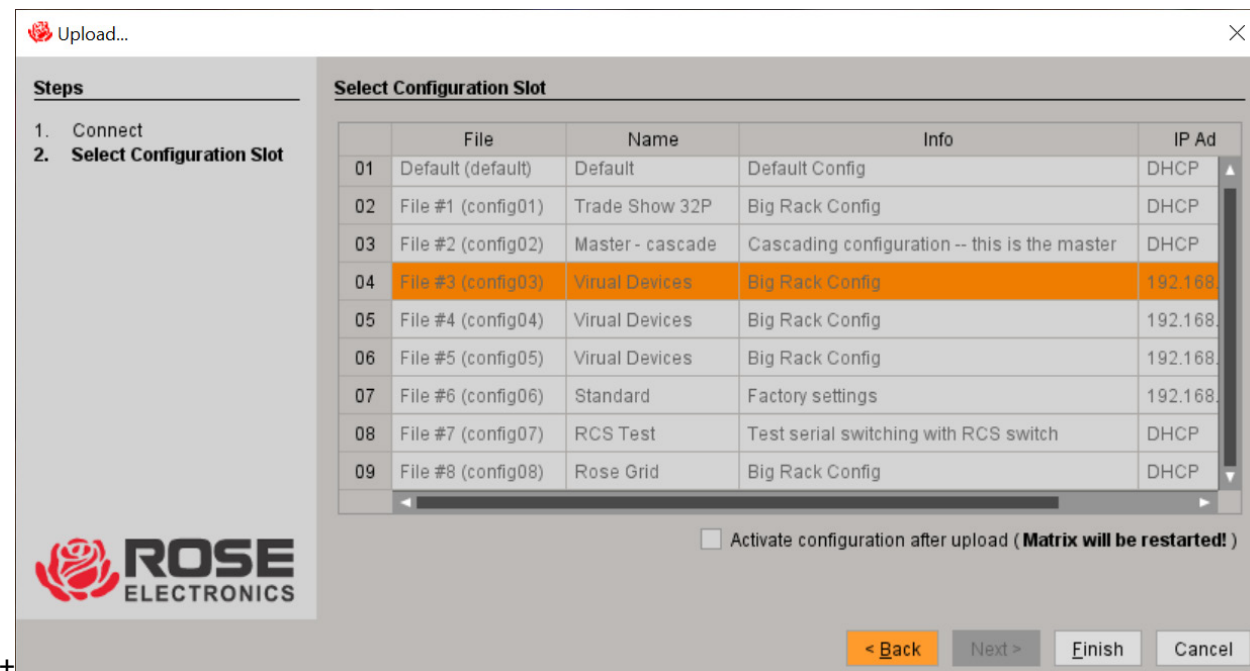 Upload...
Steps
1. Connect
2. Select Configuration Slot
Select Configuration Slot
File Name Info IP Ad
01 Default (default) Default Default Config DHCP
02 File #1 (config01) Trade Show 32P Big Rack Config DHCP
03 File #2 (config02) Master - cascade Cascading configuration -- this is the master DHCP
04 File #3 (config03) Virual Devices Big Rack Config 192.168.
05 File #4 (config04) Virual Devices Big Rack Config 192.168.
06 File #5 (config05) Virual Devices Big Rack Config 192.168.
07 File #6 (config06) Standard Factory settings 192.168.
08 File #7 (config07) RCS Test Test serial switching with RCS switch DHCP
09 File #8 (config08) Rose Grid Big Rack Config DHCP
Activate configuration after upload ( Matrix will be restarted! )
ROSE
ELECTRONICS
< Back Next > Finish Cancel
+